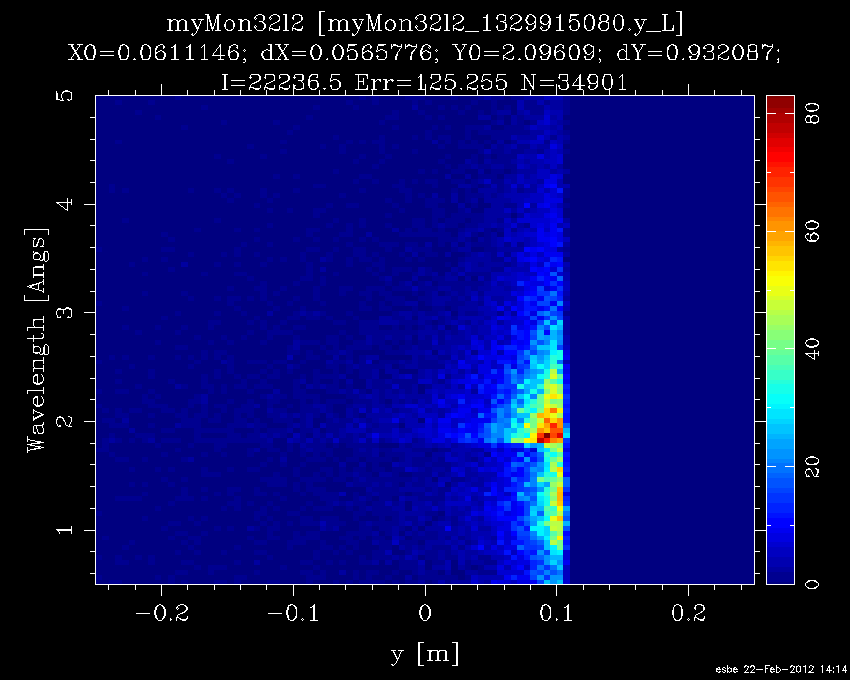 myMon32l2 [myMon32l2_1329915080.y_L]
X0=0.0611146; dX=0.0565776; Y0=2.09609; dY=0.932087;
I=22236.5 Err=125.255 N=34901
5
4
3
2
1
Wavelength [Angs]
80
60
40
20
0
−0.2 −0.1 0 0.1 0.2
y [m]
esbe 22-Feb-2012 14:14